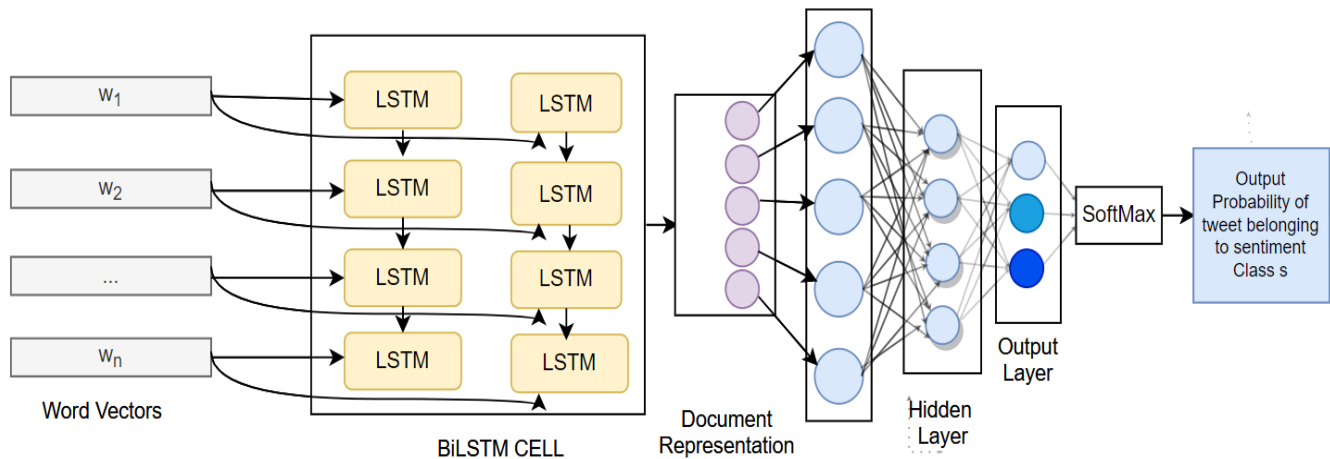 w1
w2
...
wn
Word Vectors
LSTM
LSTM
LSTM
LSTM
LSTM
LSTM
LSTM
LSTM
BiLSTM CELL
Document
Representation
Hidden
Layer
Output
Layer
SoftMax
Output
Probability of
tweet belonging
to sentiment
Class s